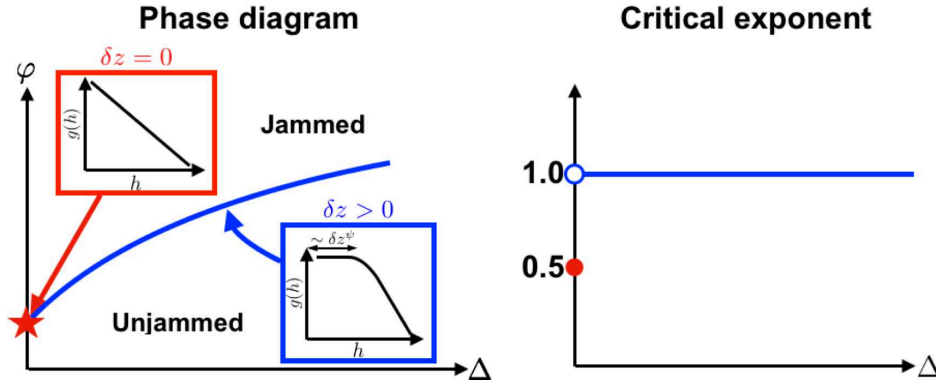 Phase diagram
φ
δz = 0
g(h)
h
Jammed
δz > 0
∼ δz^ψ
g(h)
h
Unjammed
Δ
Critical exponent
1.0
0.5
Δ